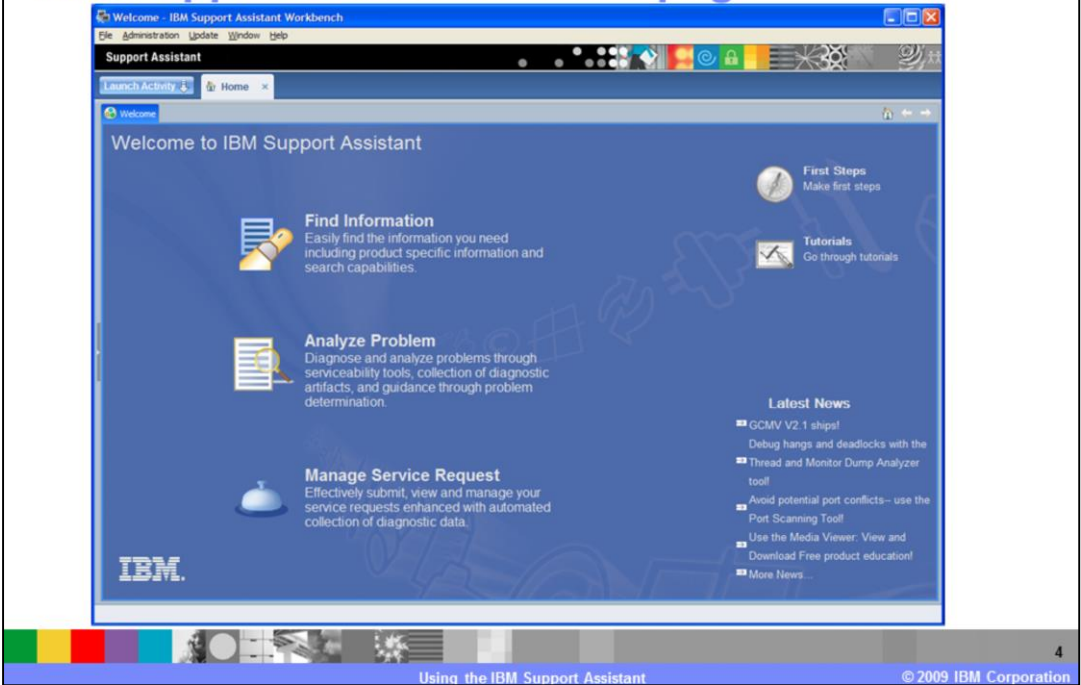 Welcome - IBM Support Assistant Workbench
File Administration Update Window Help
Support Assistant
Launch Activity
Home
Welcome
Welcome to IBM Support Assistant
First Steps
Make first steps
Find Information
Easily find the information you need
including product specific information and
search capabilities.
Tutorials
Go through tutorials
Analyze Problem
Diagnose and analyze problems through
serviceability tools, collection of diagnostic
artifacts, and guidance through problem
determination.
Manage Service Request
Effectively submit, view and manage your
service requests enhanced with automated
collection of diagnostic data.
Latest News
GCMV V2.1 ships!
Debug hangs and deadlocks with the
Thread and Monitor Dump Analyzer
tool!
Avoid potential port conflicts-- use the
Port Scanning Tool!
Use the Media Viewer: View and
Download Free product education!
More News...
IBM.
4
Using the IBM Support Assistant
© 2009 IBM Corporation